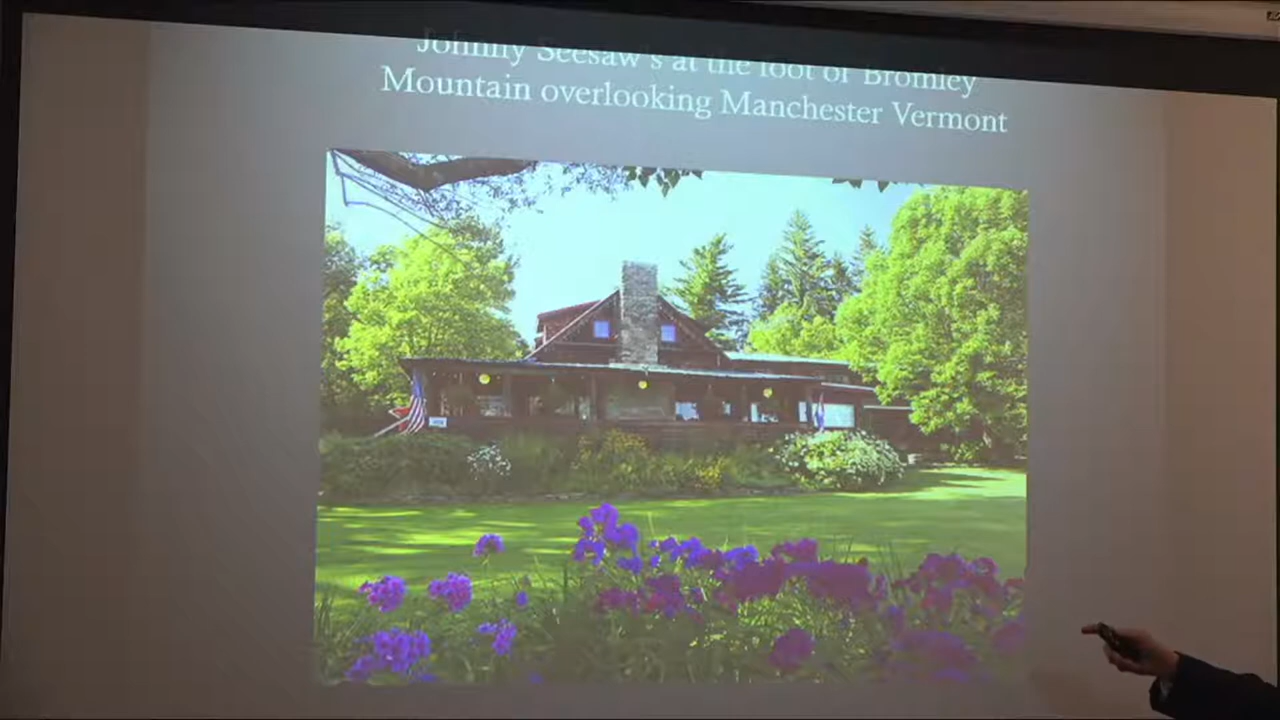 Johnny Seesaw's at the foot of Bromley
Mountain overlooking Manchester Vermont